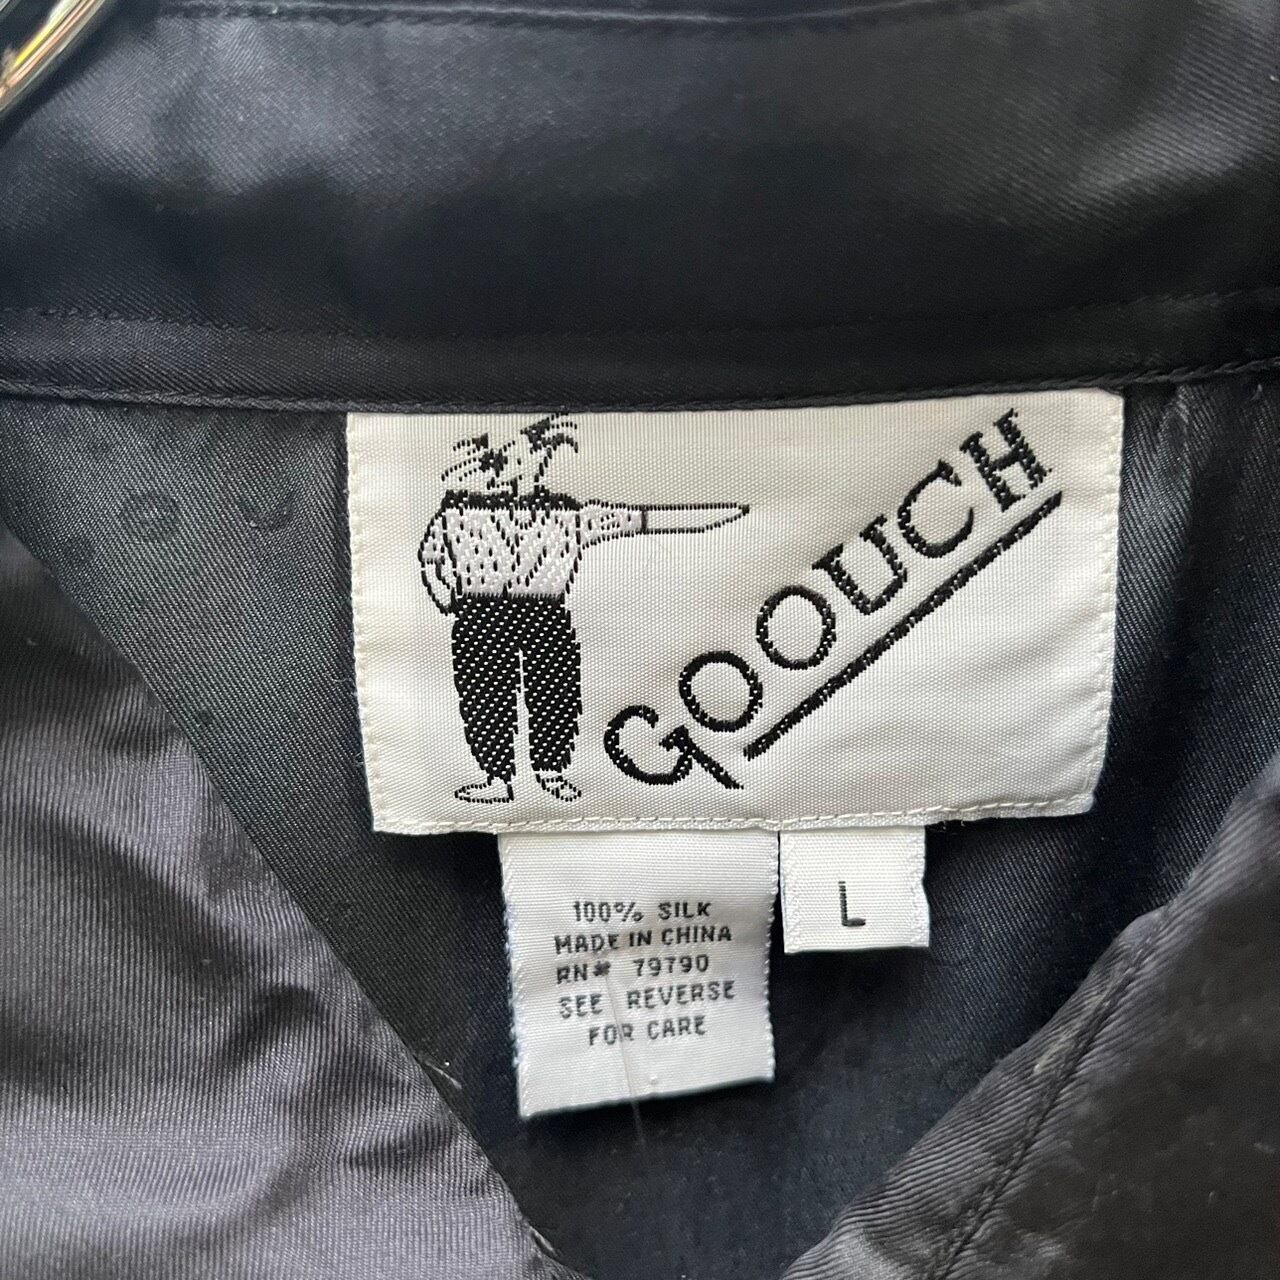 GOOUCH
100% SILK
MADE IN CHINA
RN# 79790
SEE REVERSE
FOR CARE
L